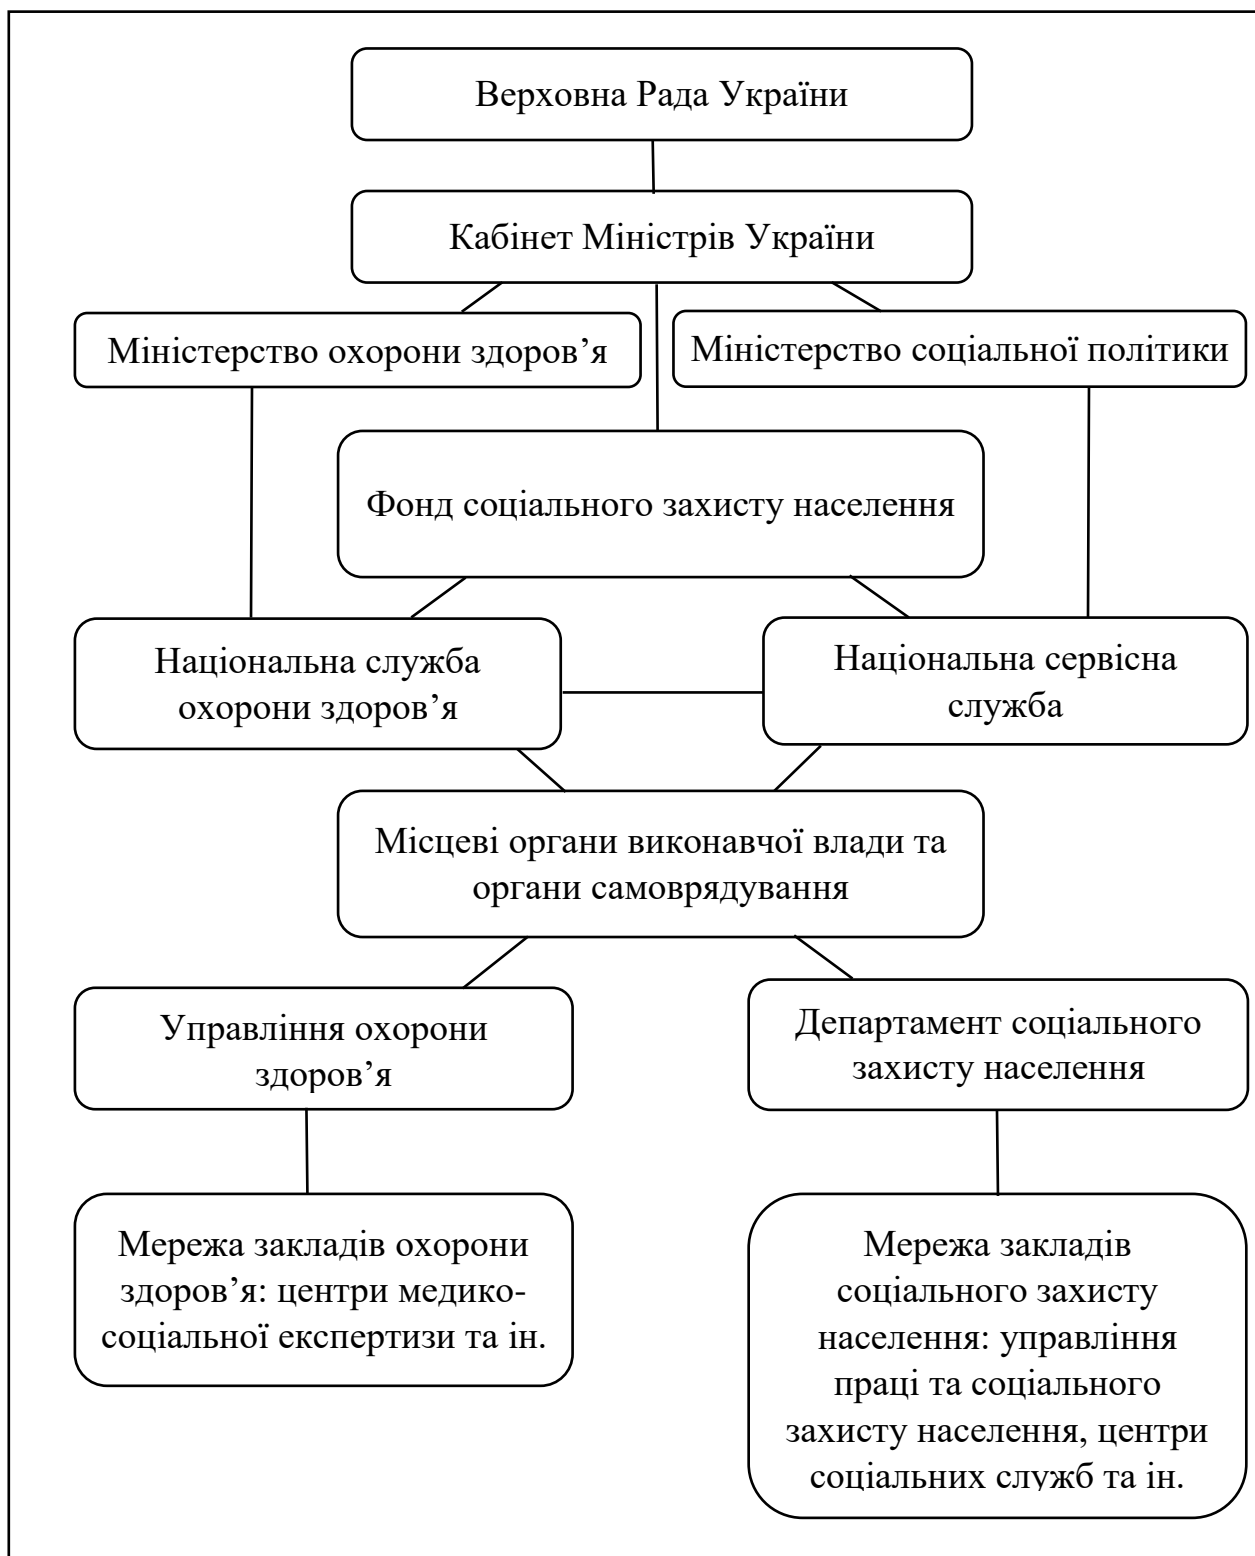 Верховна Рада України
Кабінет Міністрів України
Міністерство охорони здоров’я
Міністерство соціальної політики
Фонд соціального захисту населення
Національна служба
охорони здоров’я
Національна сервісна
служба
Місцеві органи виконавчої влади та
органи самоврядування
Управління охорони
здоров’я
Департамент соціального
захисту населення
Мережа закладів охорони
здоров’я: центри медико-
соціальної експертизи та ін.
Мережа закладів
соціального захисту
населення: управління
праці та соціального
захисту населення, центри
соціальних служб та ін.